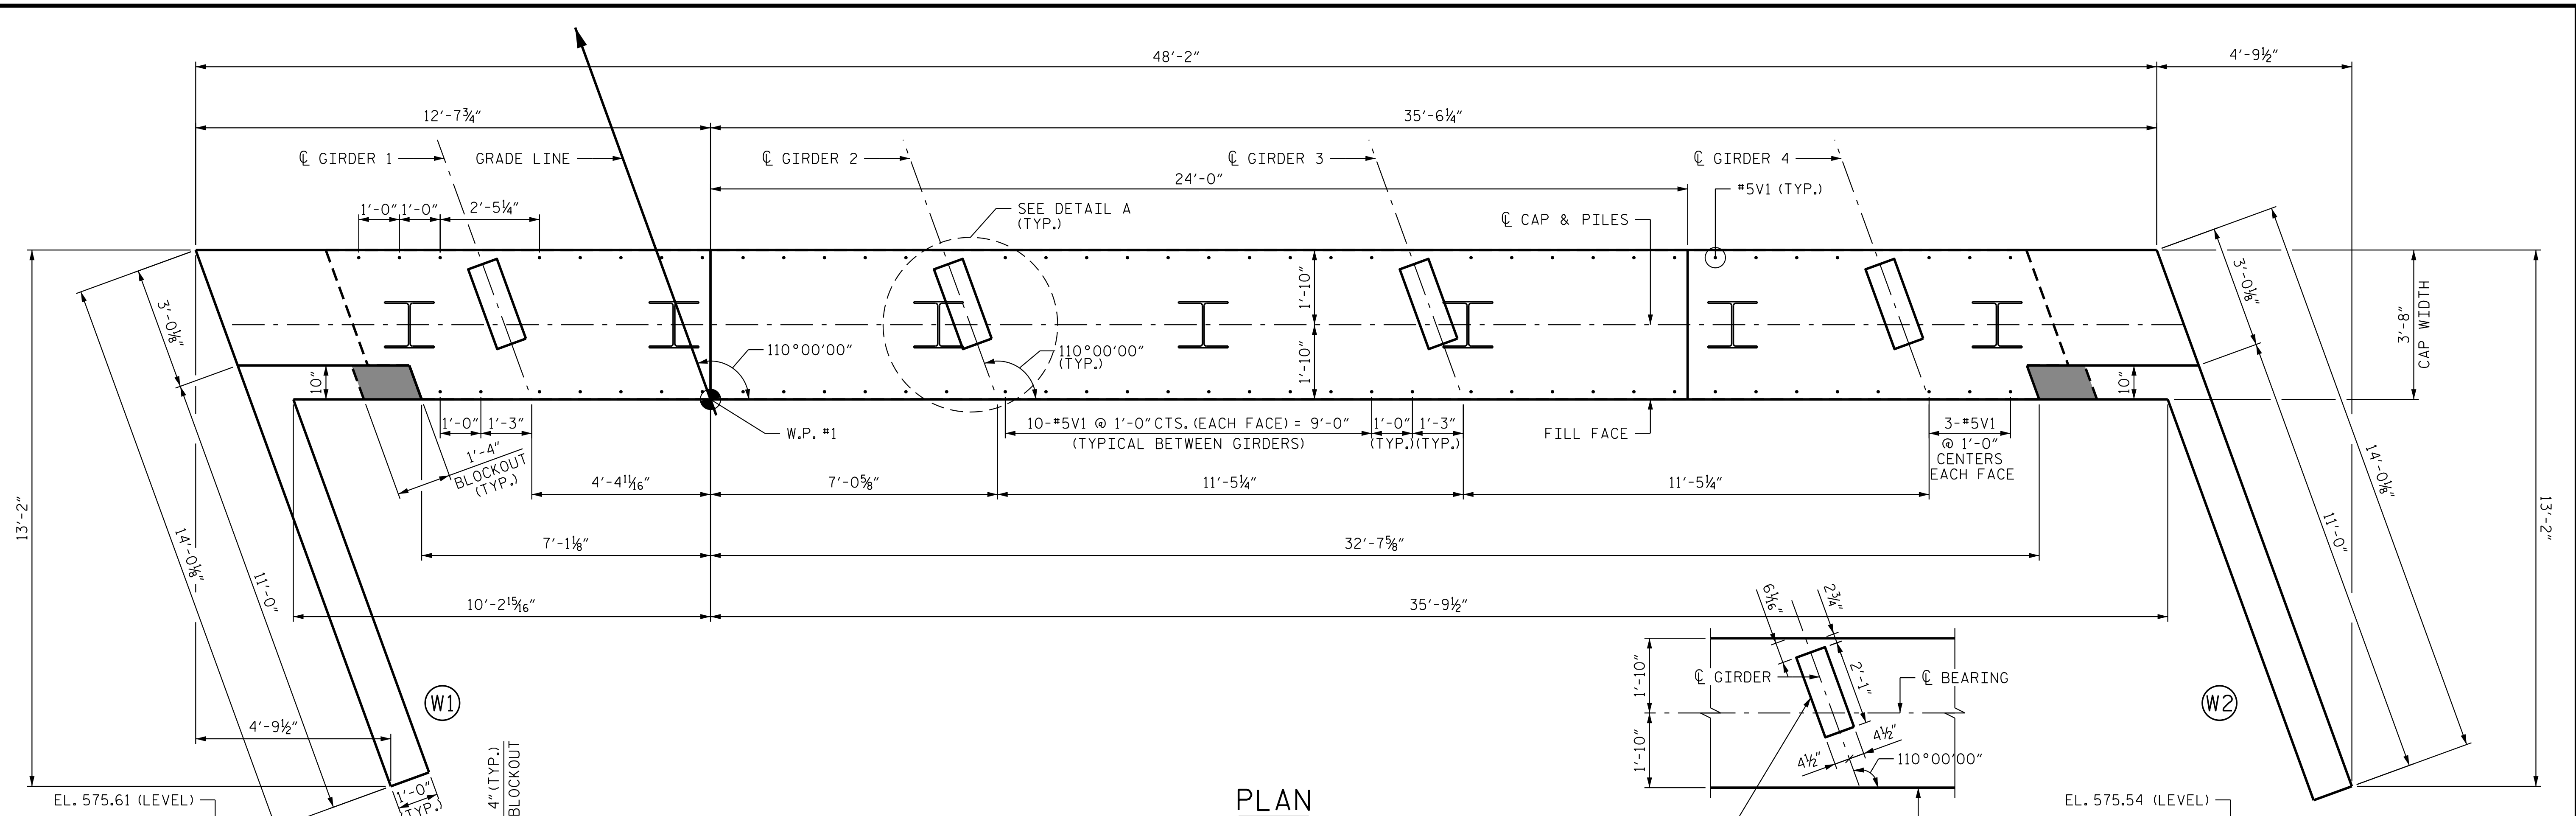 48'-2"
4'-9½"
12'-7¾"
35'-6¼"
℄ GIRDER 1
GRADE LINE
℄ GIRDER 2
℄ GIRDER 3
℄ GIRDER 4
24'-0"
#5V1 (TYP.)
1'-0"
1'-0"
2'-5¼"
SEE DETAIL A
(TYP.)
℄ CAP & PILES
3'-0⅛"
1'-10"
1'-10"
3'-0⅛"
3'-8"
CAP WIDTH
110°00'00"
110°00'00"
(TYP.)
10"
10"
1'-0"
1'-3"
W.P. #1
10-#5V1 @ 1'-0" CTS. (EACH FACE) = 9'-0"
(TYPICAL BETWEEN GIRDERS)
1'-0"
(TYP.)
1'-3"
(TYP.)
FILL FACE
3-#5V1
@ 1'-0"
CENTERS
EACH FACE
1'-4"
BLOCKOUT
(TYP.)
4'-4 11/16"
7'-0⅝"
11'-5¼"
11'-5¼"
13'-2"
14'-0⅛"
11'-0"
14'-0⅛"
11'-0"
13'-2"
7'-1⅛"
32'-7⅝"
10'-2 15/16"
35'-9½"
6 1/16"
2¾"
W1
1'-10"
℄ GIRDER
2'-1"
℄ BEARING
W2
4'-9½"
4" (TYP.)
BLOCKOUT
1'-10"
4½"
4½"
110°00'00"
1'-0"
(TYP.)
EL. 575.61 (LEVEL)
PLAN
EL. 575.54 (LEVEL)